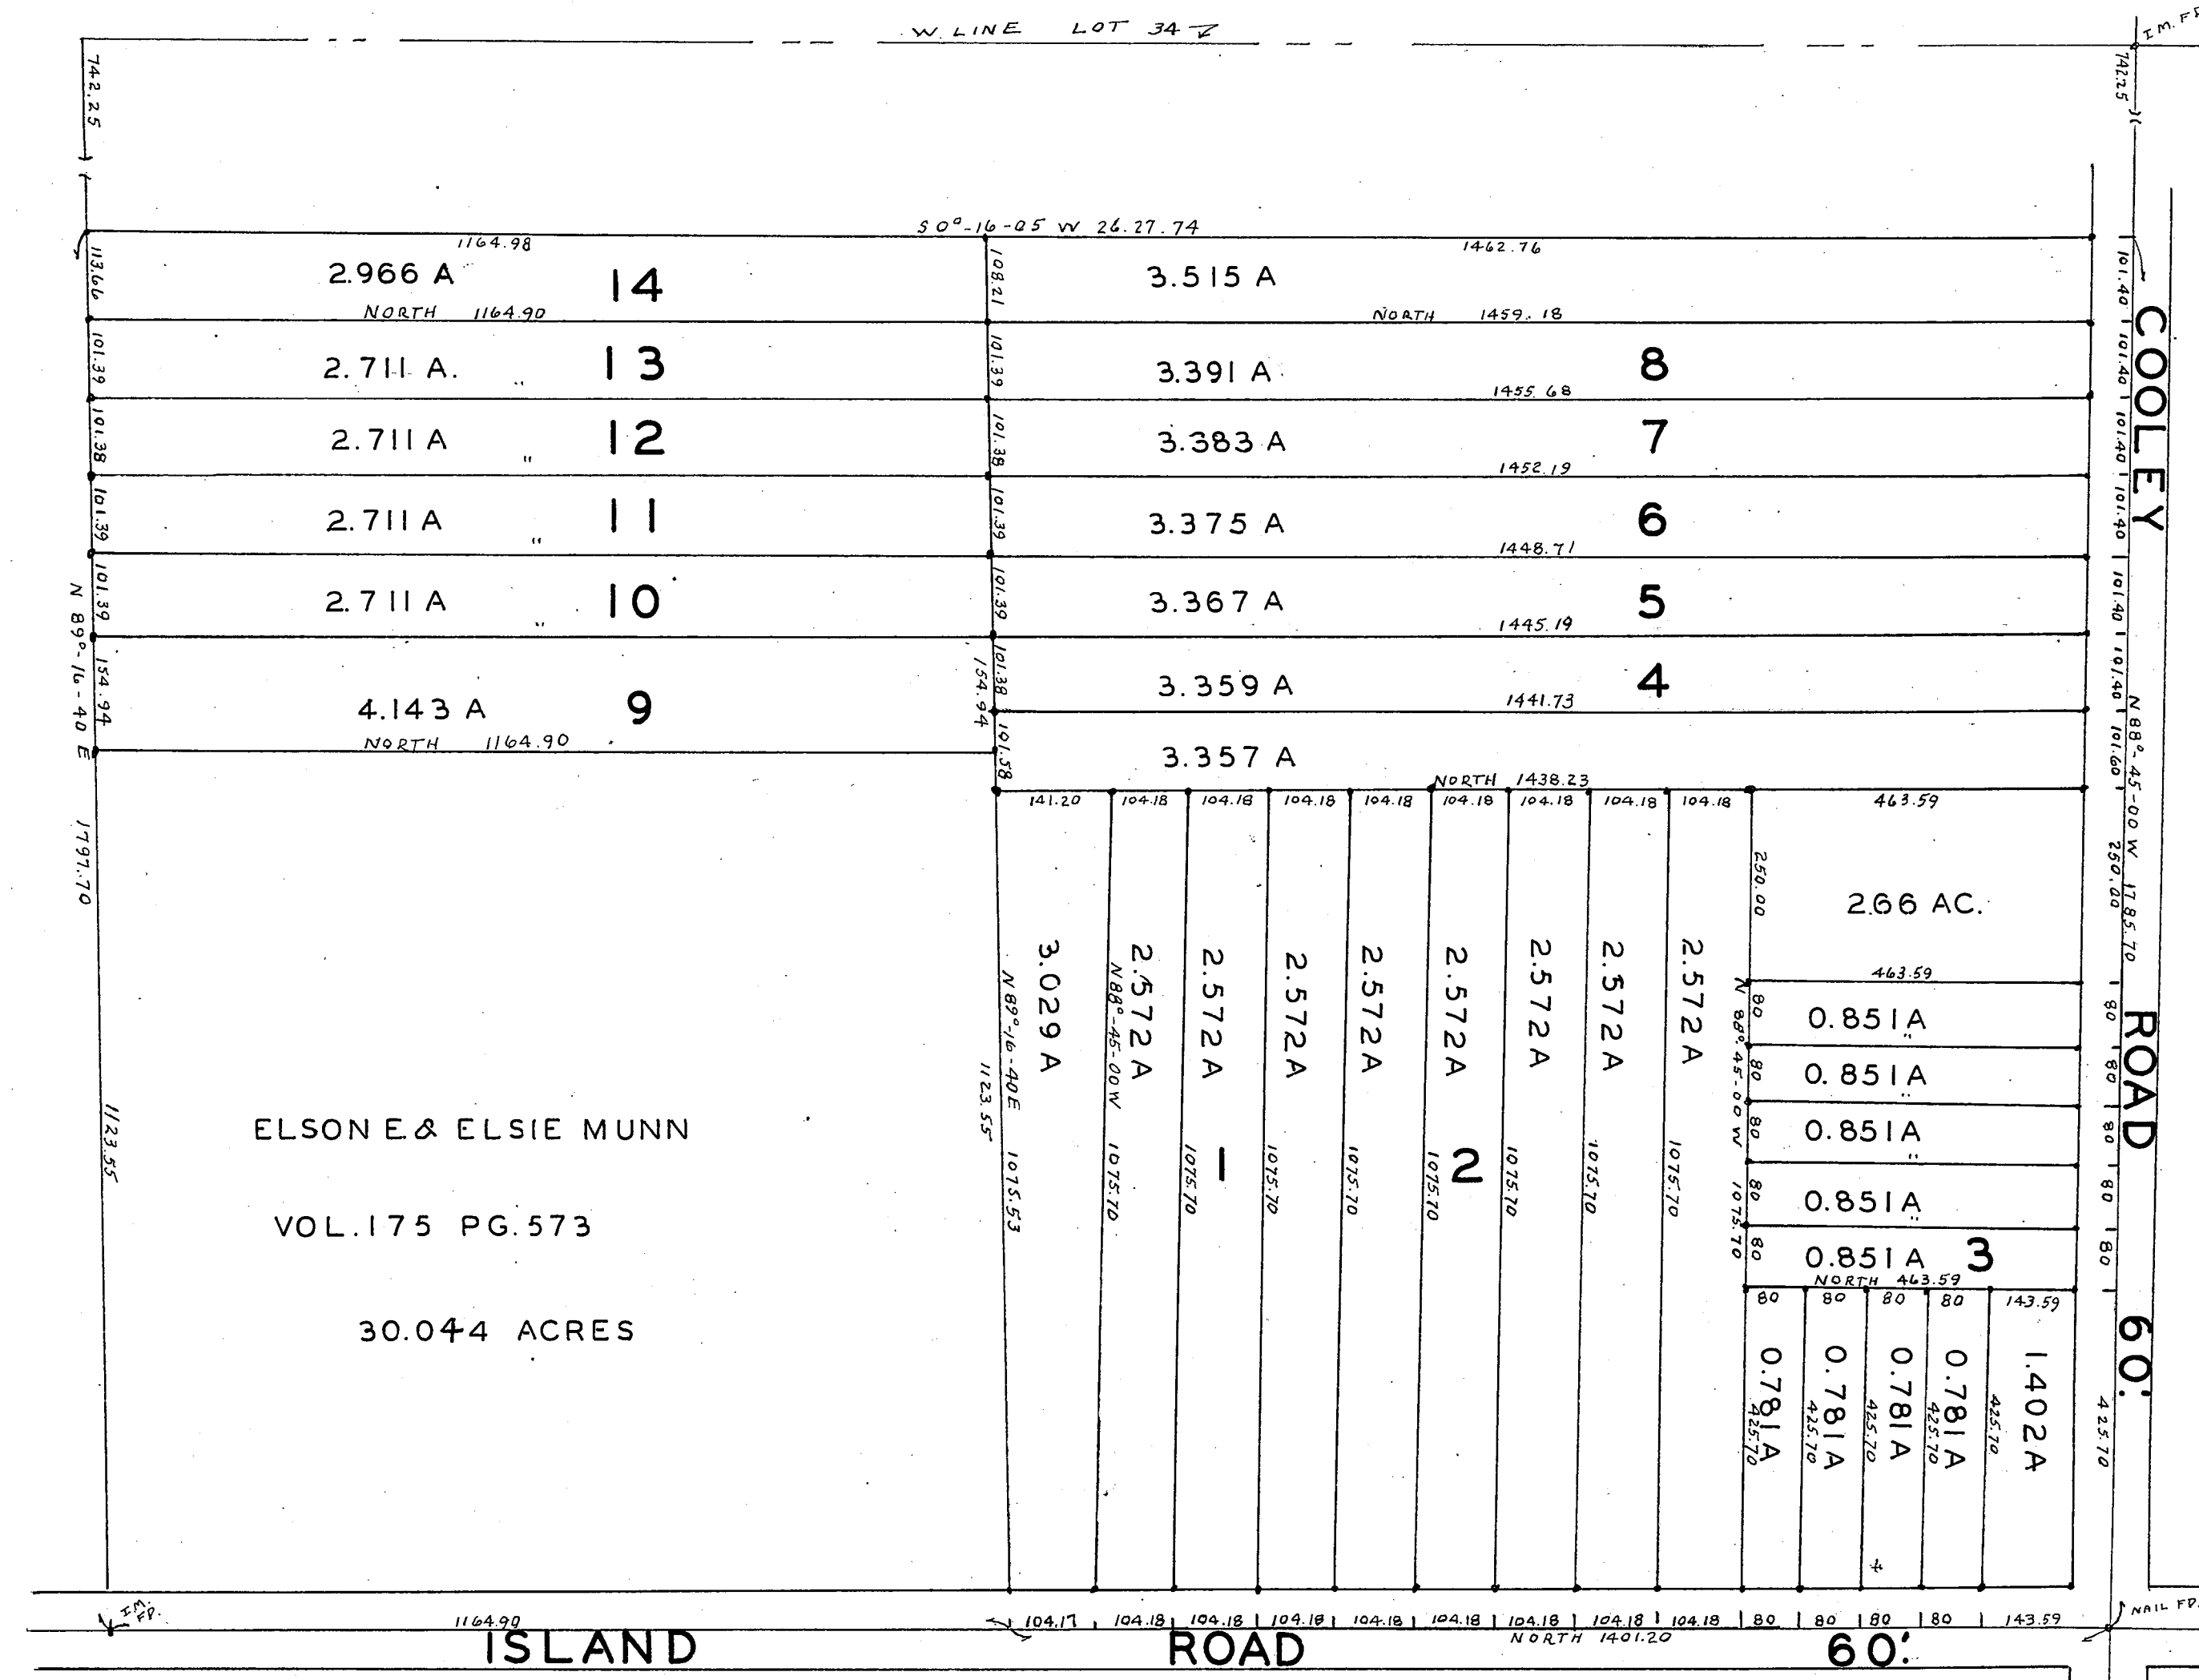 W. LINE LOT 34
I.M. FD.
742.25
742.25
S 0°-16-05 W 26.27.74
1164.98
1462.76
113.66
2.966 A 14
108.21
3.515 A
101.40
NORTH 1164.90
NORTH 1459.18
101.39
2.711 A. " 13
101.39
3.391 A 8
101.40
1455.68
101.38
2.711 A " 12
101.38
3.383 A 7
101.40
1452.19
101.39
2.711 A " 11
101.39
3.375 A 6
101.40
1448.71
101.39
2.711 A " 10
101.39
3.367 A 5
101.40
1445.19
154.94
4.143 A 9
154.94
101.38
3.359 A 4
101.40
1441.73
NORTH 1164.90
101.58
3.357 A
101.60
NORTH 1438.23
141.20 104.18 104.18 104.18 104.18 104.18 104.18 104.18 104.18 463.59
N 89°-16-40 E 1797.70
1123.55
ELSON E. & ELSIE MUNN
VOL. 175 PG. 573
30.044 ACRES
1123.55
N 89°-16-40E 1075.53
3.029 A
N 88°-45-00W 1075.70
2.572 A
1075.70
2.572 A
1
1075.70
2.572 A
1075.70
2.572 A
1075.70
2.572 A
2
1075.70
2.572 A
1075.70
2.572 A
1075.70
2.572 A
N 88°-45-00 W 1075.70
250.00
2.66 AC.
250.00
463.59
80 0.851 A " 80
80 0.851 A " 80
80 0.851 A " 80
80 0.851 A " 80
80 0.851 A 3 80
NORTH 463.59
80 80 80 80 143.59
0.781 A
425.70
0.781 A
425.70
0.781 A
425.70
0.781 A
425.70
1.402 A
425.70
425.70
N 88°-45-00 W 1785.70
COOLEY ROAD 60'
I.M. FD.
1164.90
104.17 104.18 104.18 104.18 104.18 104.18 104.18 104.18 104.18 80 80 80 80 143.59
NAIL FD.
NORTH 1401.20
ISLAND ROAD 60'